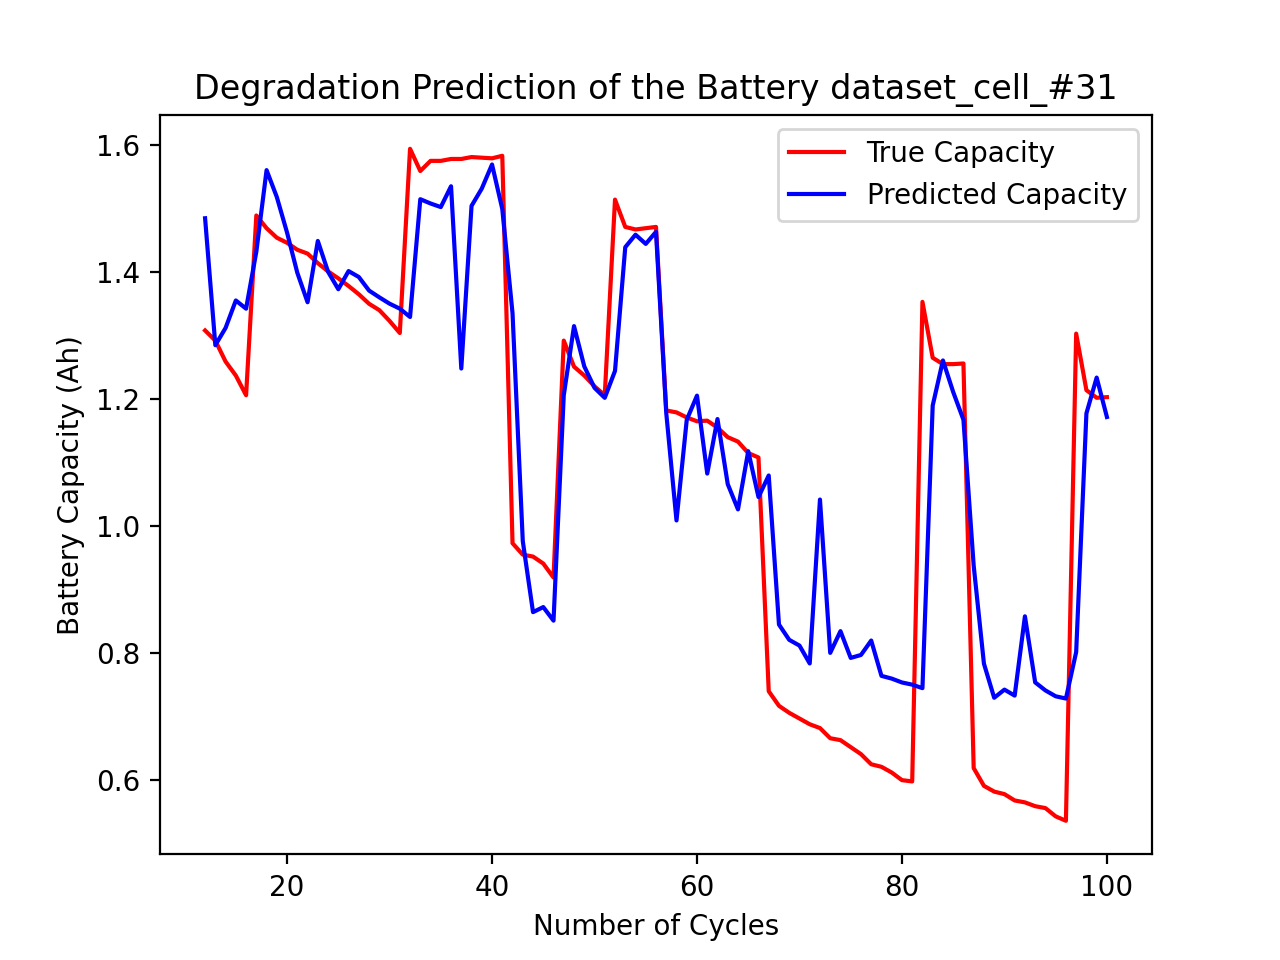 Degradation Prediction of the Battery dataset_cell_#31
True Capacity
Predicted Capacity
1.6
1.4
1.2
1.0
0.8
0.6
Battery Capacity (Ah)
20 40 60 80 100
Number of Cycles